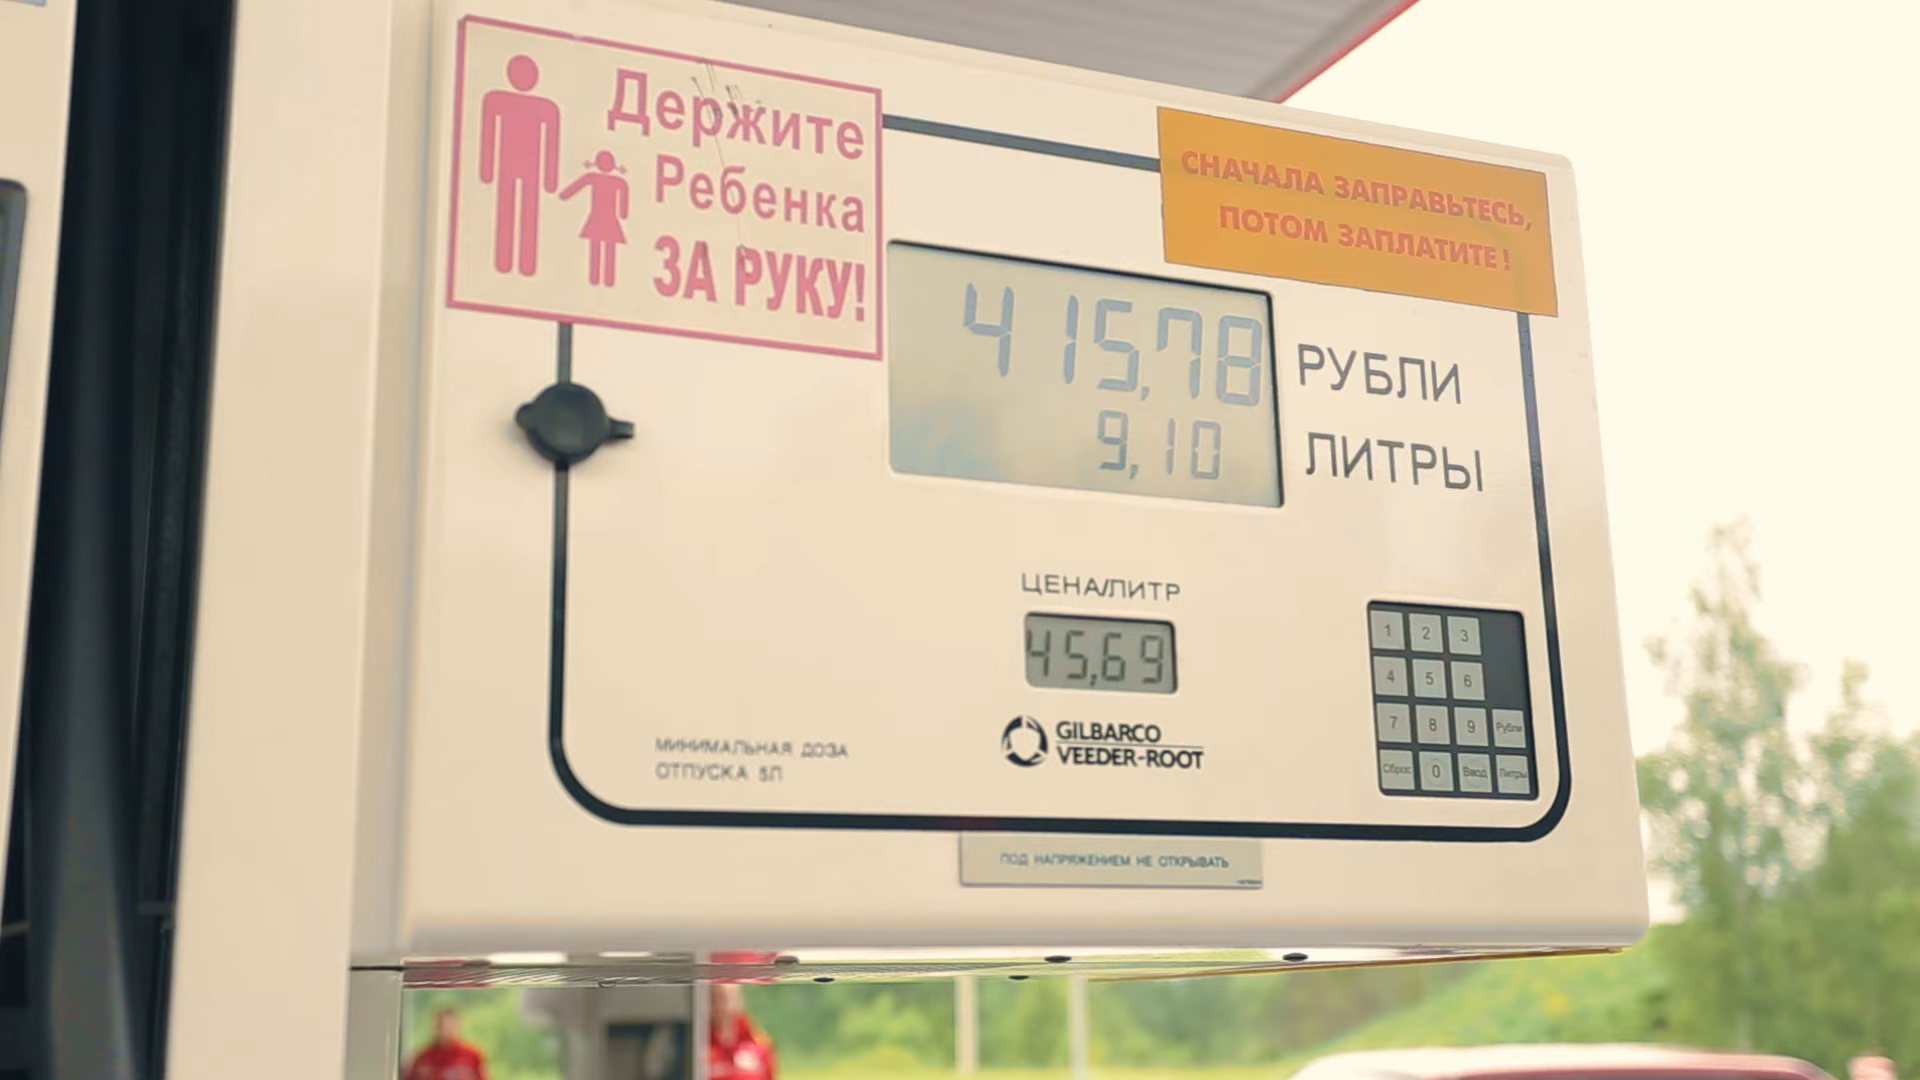 Держите
Ребенка
ЗА РУКУ!
СНАЧАЛА ЗАПРАВЬТЕСЬ,
ПОТОМ ЗАПЛАТИТЕ!
415,78 РУБЛИ
9,10 ЛИТРЫ
ЦЕНА/ЛИТР
45,69
GILBARCO
VEEDER-ROOT
1 2 3
4 5 6
7 8 9 Рубли
Сброс 0 Ввод Литры
МИНИМАЛЬНАЯ ДОЗА
ОТПУСКА 5Л
ПОД НАПРЯЖЕНИЕМ НЕ ОТКРЫВАТЬ